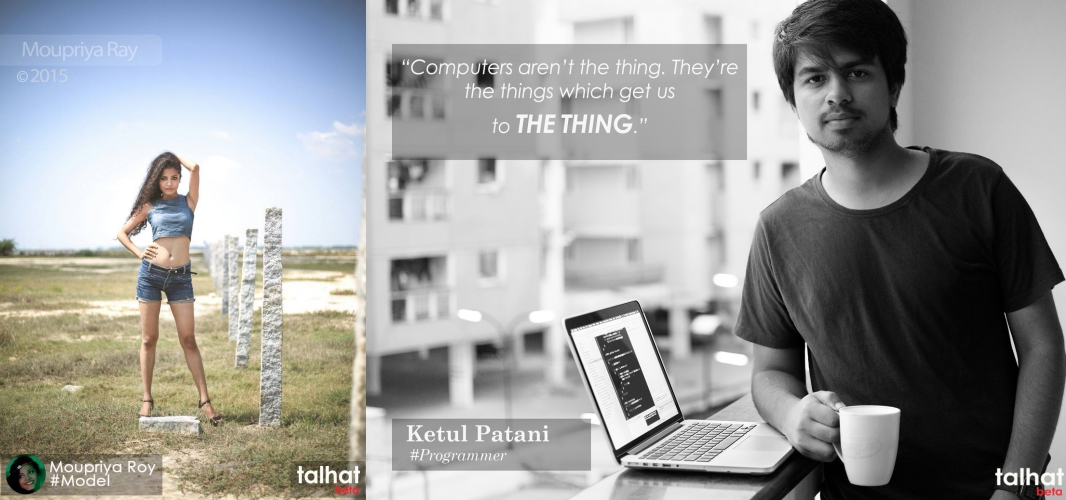 Moupriya Ray
©2015
Moupriya Roy
#Model
talhat
beta
“Computers aren’t the thing. They’re
the things which get us
to THE THING.”
Ketul Patani
#Programmer
talhat
beta